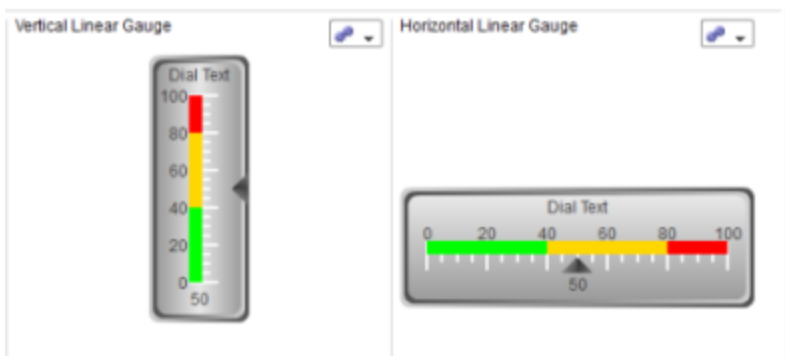 Vertical Linear Gauge
Dial Text
100
80
60
40
20
0
50
Horizontal Linear Gauge
Dial Text
0 20 40 60 80 100
50